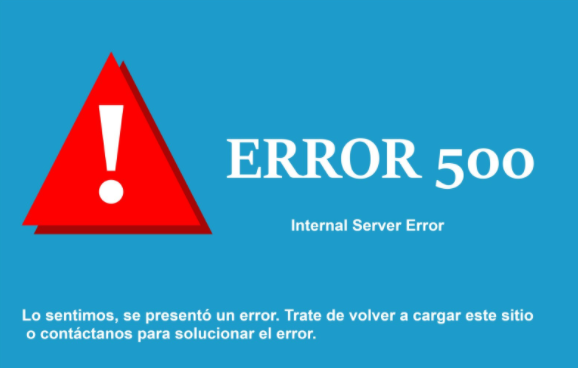 !
ERROR 500
Internal Server Error
Lo sentimos, se presentó un error. Trate de volver a cargar este sitio
o contáctanos para solucionar el error.